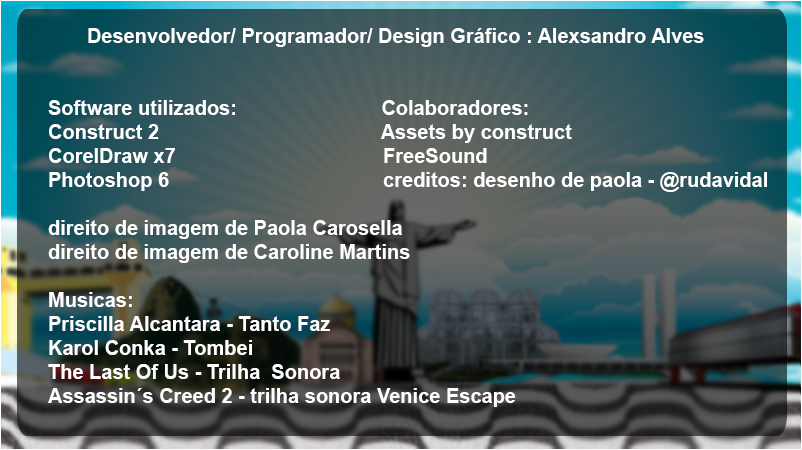 Desenvolvedor/ Programador/ Design Gráfico : Alexsandro Alves
Software utilizados:
Construct 2
CorelDraw x7
Photoshop 6
Colaboradores:
Assets by construct
FreeSound
creditos: desenho de paola - @rudavidal
direito de imagem de Paola Carosella
direito de imagem de Caroline Martins
Musicas:
Priscilla Alcantara - Tanto Faz
Karol Conka - Tombei
The Last Of Us - Trilha  Sonora
Assassin´s Creed 2 - trilha sonora Venice Escape